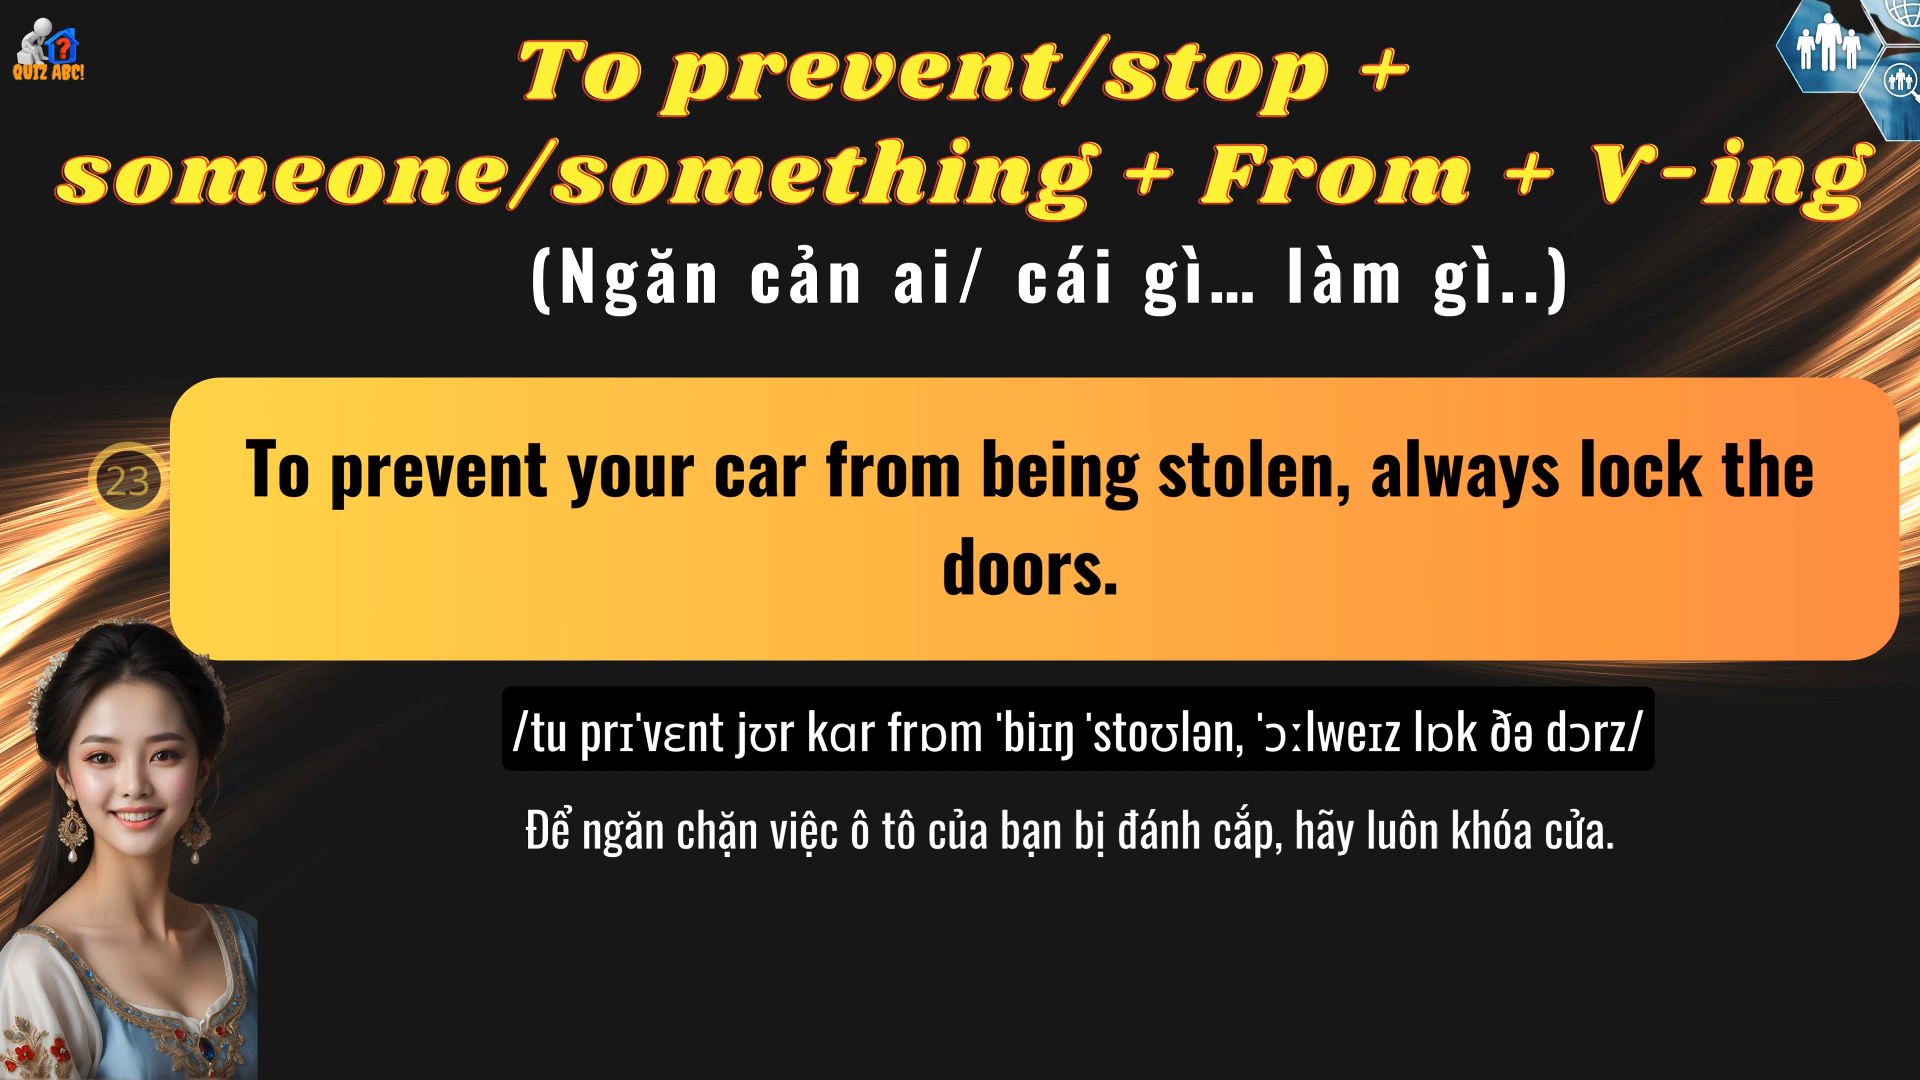 QUIZ ABC!
To prevent/stop +
someone/something + From + V-ing
(Ngăn cản ai/ cái gì... làm gì..)
23
To prevent your car from being stolen, always lock the
doors.
/tu prɪˈvɛnt jʊr kɑr frɒm ˈbiɪŋ ˈstoʊlən, ˈɔːlweɪz lɒk ðə dɔrz/
Để ngăn chặn việc ô tô của bạn bị đánh cắp, hãy luôn khóa cửa.